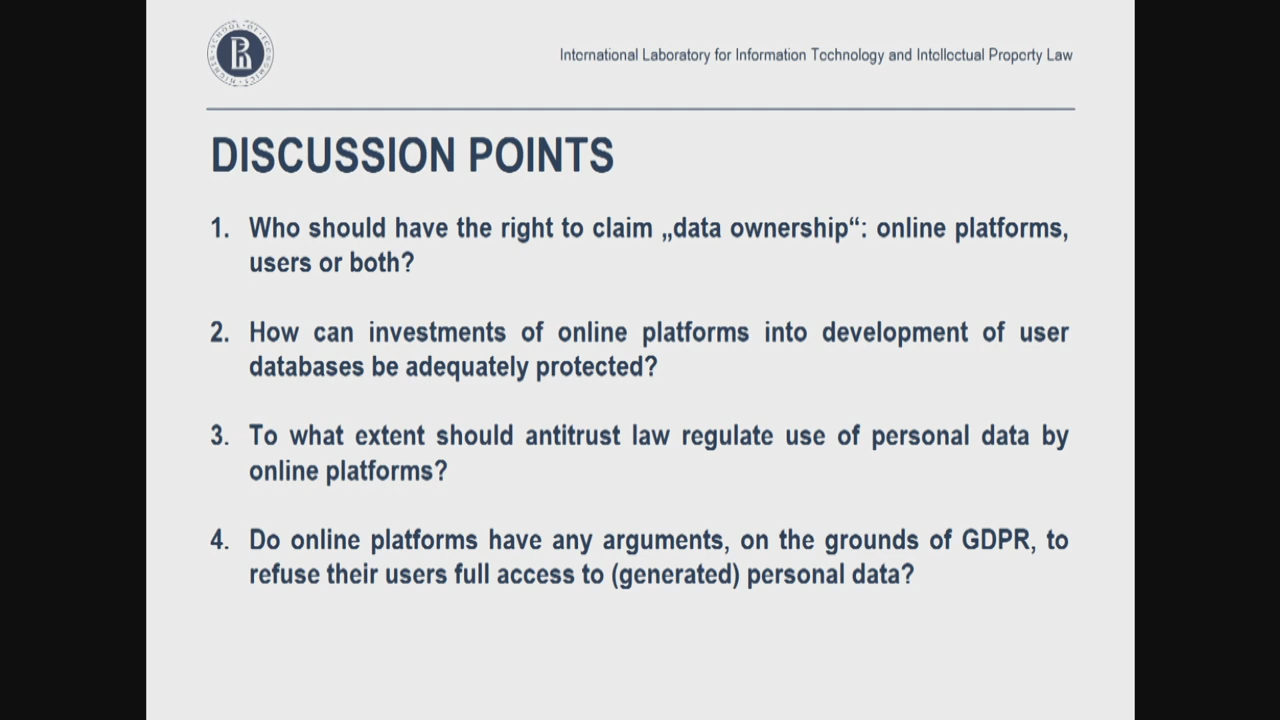 HIGHER SCHOOL OF ECONOMICS
International Laboratory for Information Technology and Intellectual Property Law
DISCUSSION POINTS
1. Who should have the right to claim „data ownership“: online platforms,
users or both?
2. How can investments of online platforms into development of user
databases be adequately protected?
3. To what extent should antitrust law regulate use of personal data by
online platforms?
4. Do online platforms have any arguments, on the grounds of GDPR, to
refuse their users full access to (generated) personal data?